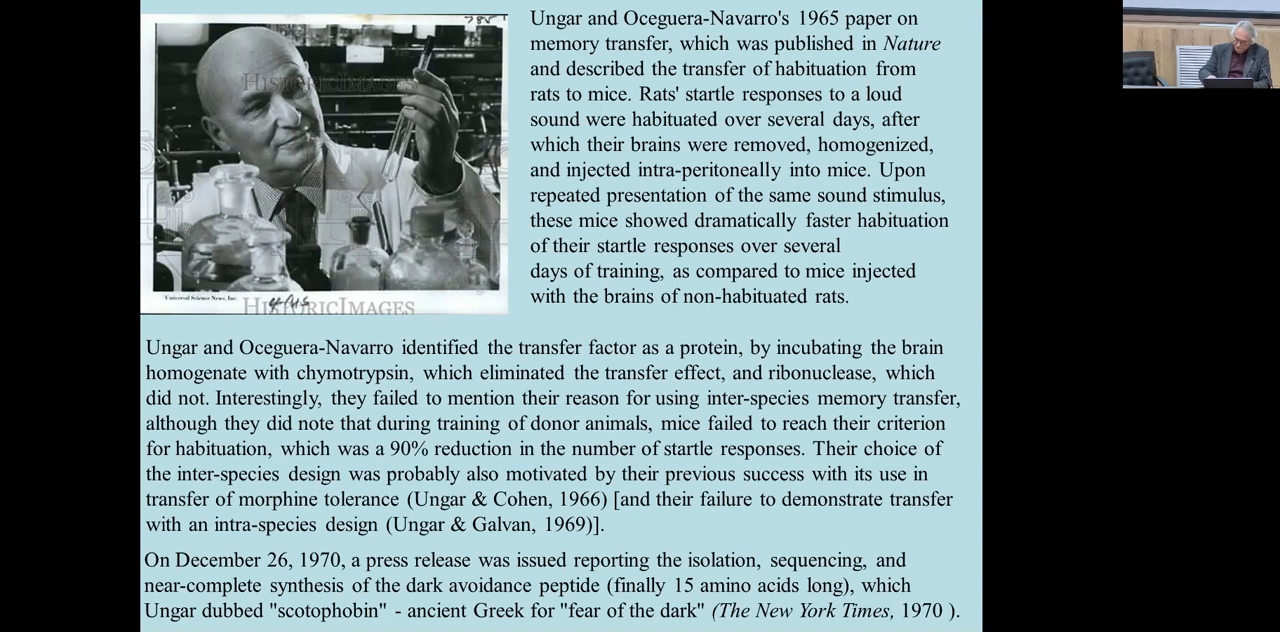 Ungar and Oceguera-Navarro's 1965 paper on
memory transfer, which was published in Nature
and described the transfer of habituation from
rats to mice. Rats' startle responses to a loud
sound were habituated over several days, after
which their brains were removed, homogenized,
and injected intra-peritoneally into mice. Upon
repeated presentation of the same sound stimulus,
these mice showed dramatically faster habituation
of their startle responses over several
days of training, as compared to mice injected
with the brains of non-habituated rats.
HISTORICIMAGES
Universal Science News, Inc.
HISTORICIMAGES
Ungar and Oceguera-Navarro identified the transfer factor as a protein, by incubating the brain
homogenate with chymotrypsin, which eliminated the transfer effect, and ribonuclease, which
did not. Interestingly, they failed to mention their reason for using inter-species memory transfer,
although they did note that during training of donor animals, mice failed to reach their criterion
for habituation, which was a 90% reduction in the number of startle responses. Their choice of
the inter-species design was probably also motivated by their previous success with its use in
transfer of morphine tolerance (Ungar & Cohen, 1966) [and their failure to demonstrate transfer
with an intra-species design (Ungar & Galvan, 1969)].
On December 26, 1970, a press release was issued reporting the isolation, sequencing, and
near-complete synthesis of the dark avoidance peptide (finally 15 amino acids long), which
Ungar dubbed "scotophobin" - ancient Greek for "fear of the dark" (The New York Times, 1970 ).